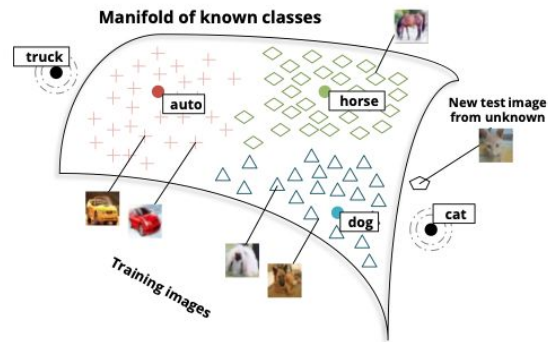 Manifold of known classes
truck
auto
horse
New test image
from unknown
dog
cat
Training images